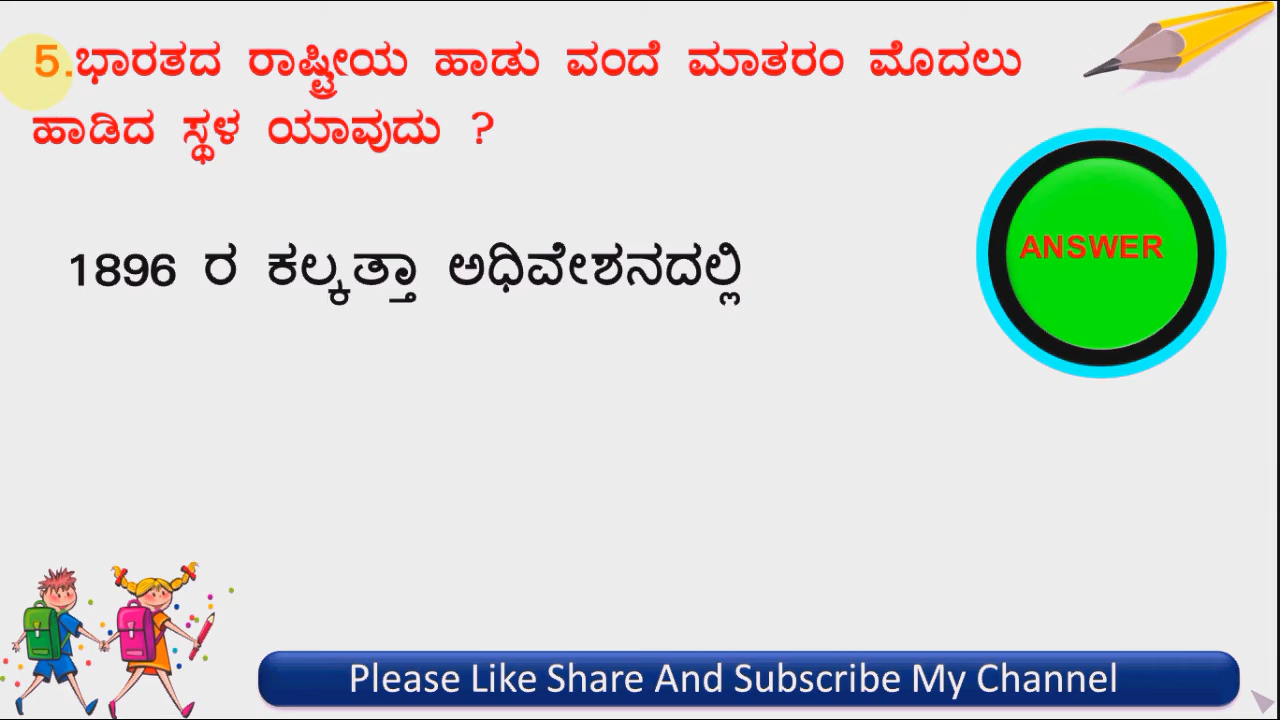 5.ಭಾರತದ ರಾಷ್ಟ್ರೀಯ ಹಾಡು ವಂದೆ ಮಾತರಂ ಮೊದಲು
ಹಾಡಿದ ಸ್ಥಳ ಯಾವುದು ?
1896 ರ ಕಲ್ಕತ್ತಾ ಅಧಿವೇಶನದಲ್ಲಿ
ANSWER
Please Like Share And Subscribe My Channel